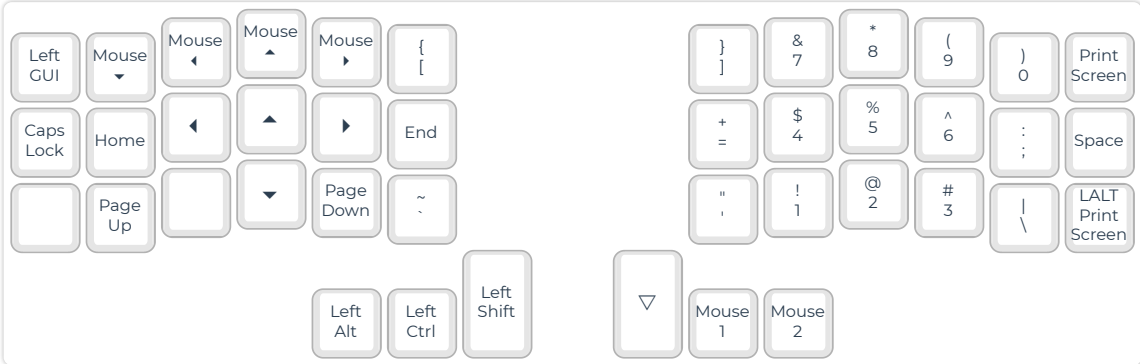 Left
GUI
Mouse
Mouse
Mouse
Mouse
{
[
}
]
&
7
*
8
(
9
)
0
Print
Screen
Caps
Lock
Home
End
+
=
$
4
%
5
^
6
:
;
Space
Page
Up
Page
Down
~
`
"
'
!
1
@
2
#
3
|
\
LALT
Print
Screen
Left
Alt
Left
Ctrl
Left
Shift
Mouse
1
Mouse
2